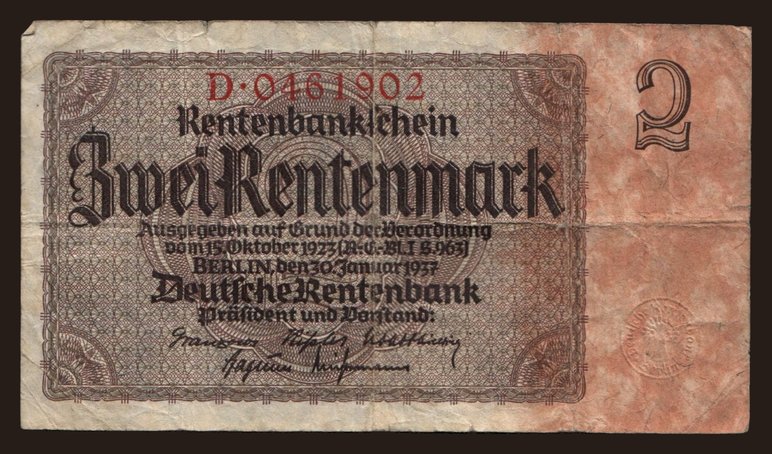 D·0461902
Rentenbankschein
Zwei Rentenmark
Ausgegeben auf Grund der Verordnung
vom 15. Oktober 1923 (R-G-Bl. I S. 963)
BERLIN, den 30. Januar 1937
Deutsche Rentenbank
Präsident und Vorstand:
2